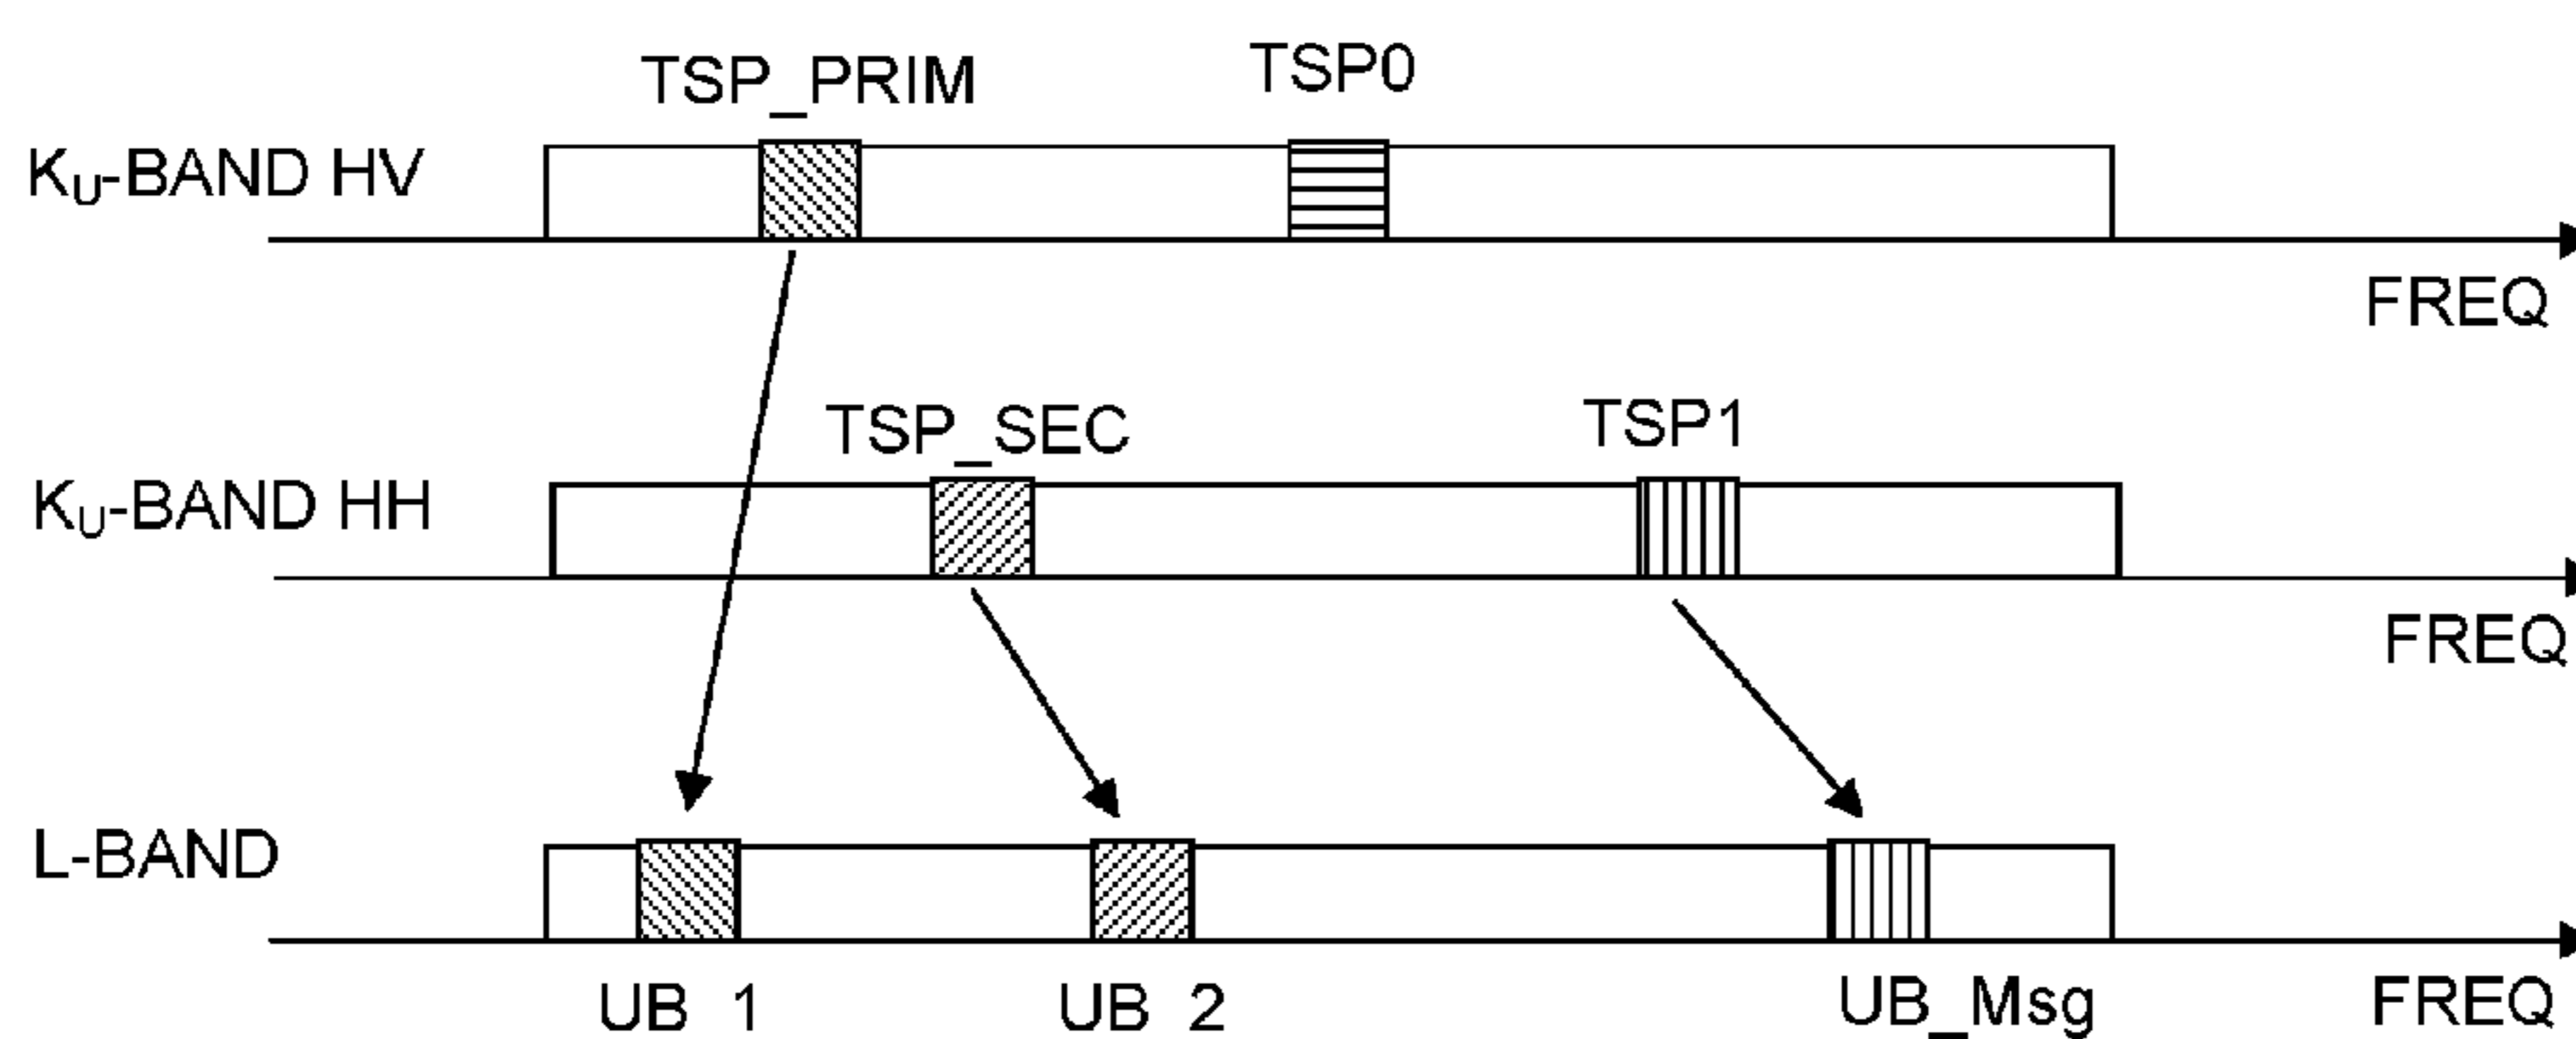 TSP_PRIM
TSP0
KU-BAND HV
FREQ
TSP_SEC
TSP1
KU-BAND HH
FREQ
L-BAND
UB 1
UB 2
UB_Msg
FREQ